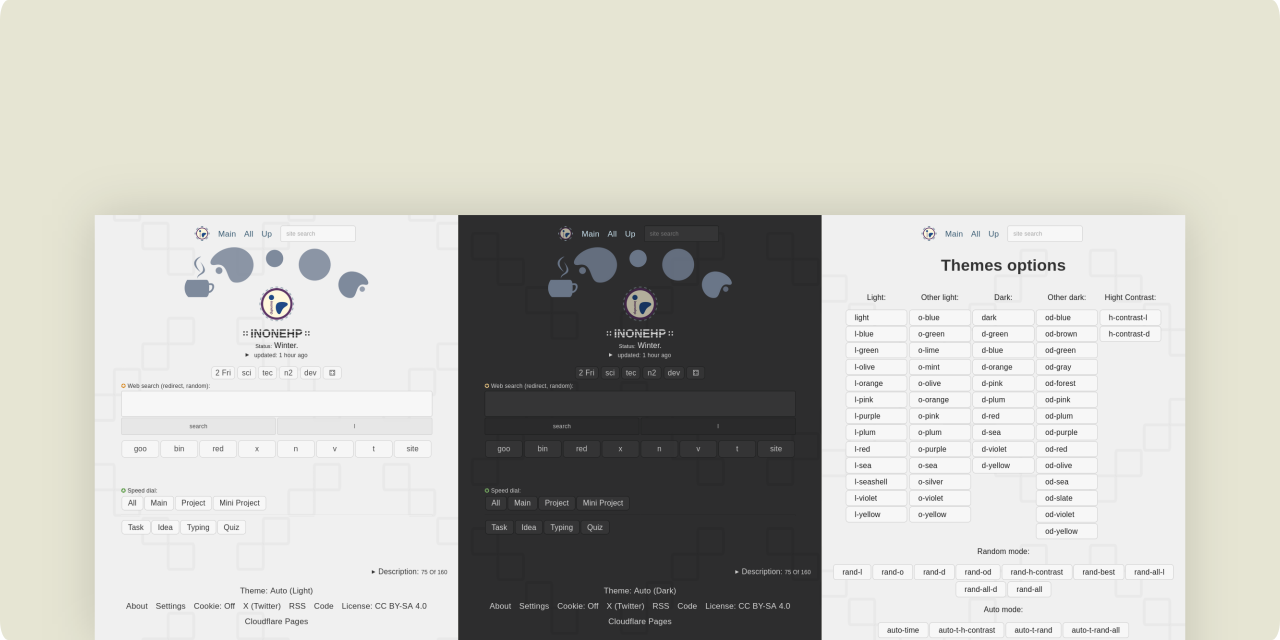 Main All Up site search
:: INONEHP ::
Status: Winter.
► updated: 1 hour ago
2 Fri sci tec n2 dev ⚃
Web search (redirect, random):
search !
goo bin red x n v t site
Speed dial:
All Main Project Mini Project
Task Idea Typing Quiz
► Description: 75 Of 160
Theme: Auto (Light)
About Settings Cookie: Off X (Twitter) RSS Code License: CC BY-SA 4.0
Cloudflare Pages
Main All Up site search
:: INONEHP ::
Status: Winter.
► updated: 1 hour ago
2 Fri sci tec n2 dev ⚃
Web search (redirect, random):
search !
goo bin red x n v t site
Speed dial:
All Main Project Mini Project
Task Idea Typing Quiz
► Description: 75 Of 160
Theme: Auto (Dark)
About Settings Cookie: Off X (Twitter) RSS Code License: CC BY-SA 4.0
Cloudflare Pages
Main All Up site search
Themes options
Light: Other light: Dark: Other dark: Hight Contrast:
light o-blue dark od-blue h-contrast-l
l-blue o-green d-green od-brown h-contrast-d
l-green o-lime d-blue od-green
l-olive o-mint d-orange od-gray
l-orange o-olive d-pink od-forest
l-pink o-orange d-plum od-pink
l-purple o-pink d-red od-plum
l-plum o-plum d-sea od-purple
l-red o-purple d-violet od-red
l-sea o-sea d-yellow od-olive
l-seashell o-silver od-sea
l-violet o-violet od-slate
l-yellow o-yellow od-violet
od-yellow
Random mode:
rand-l rand-o rand-d rand-od rand-h-contrast rand-best rand-all-l
rand-all-d rand-all
Auto mode:
auto-time auto-t-h-contrast auto-t-rand auto-t-rand-all